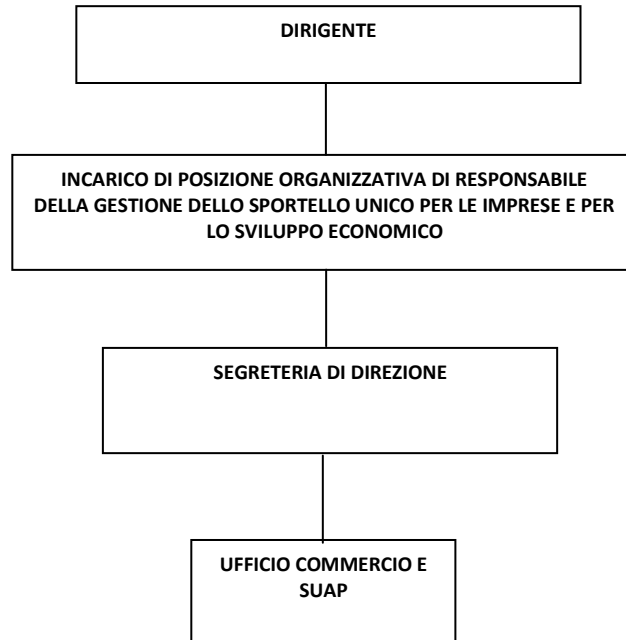 DIRIGENTE
INCARICO DI POSIZIONE ORGANIZZATIVA DI RESPONSABILE
DELLA GESTIONE DELLO SPORTELLO UNICO PER LE IMPRESE E PER
LO SVILUPPO ECONOMICO
SEGRETERIA DI DIREZIONE
UFFICIO COMMERCIO E
SUAP